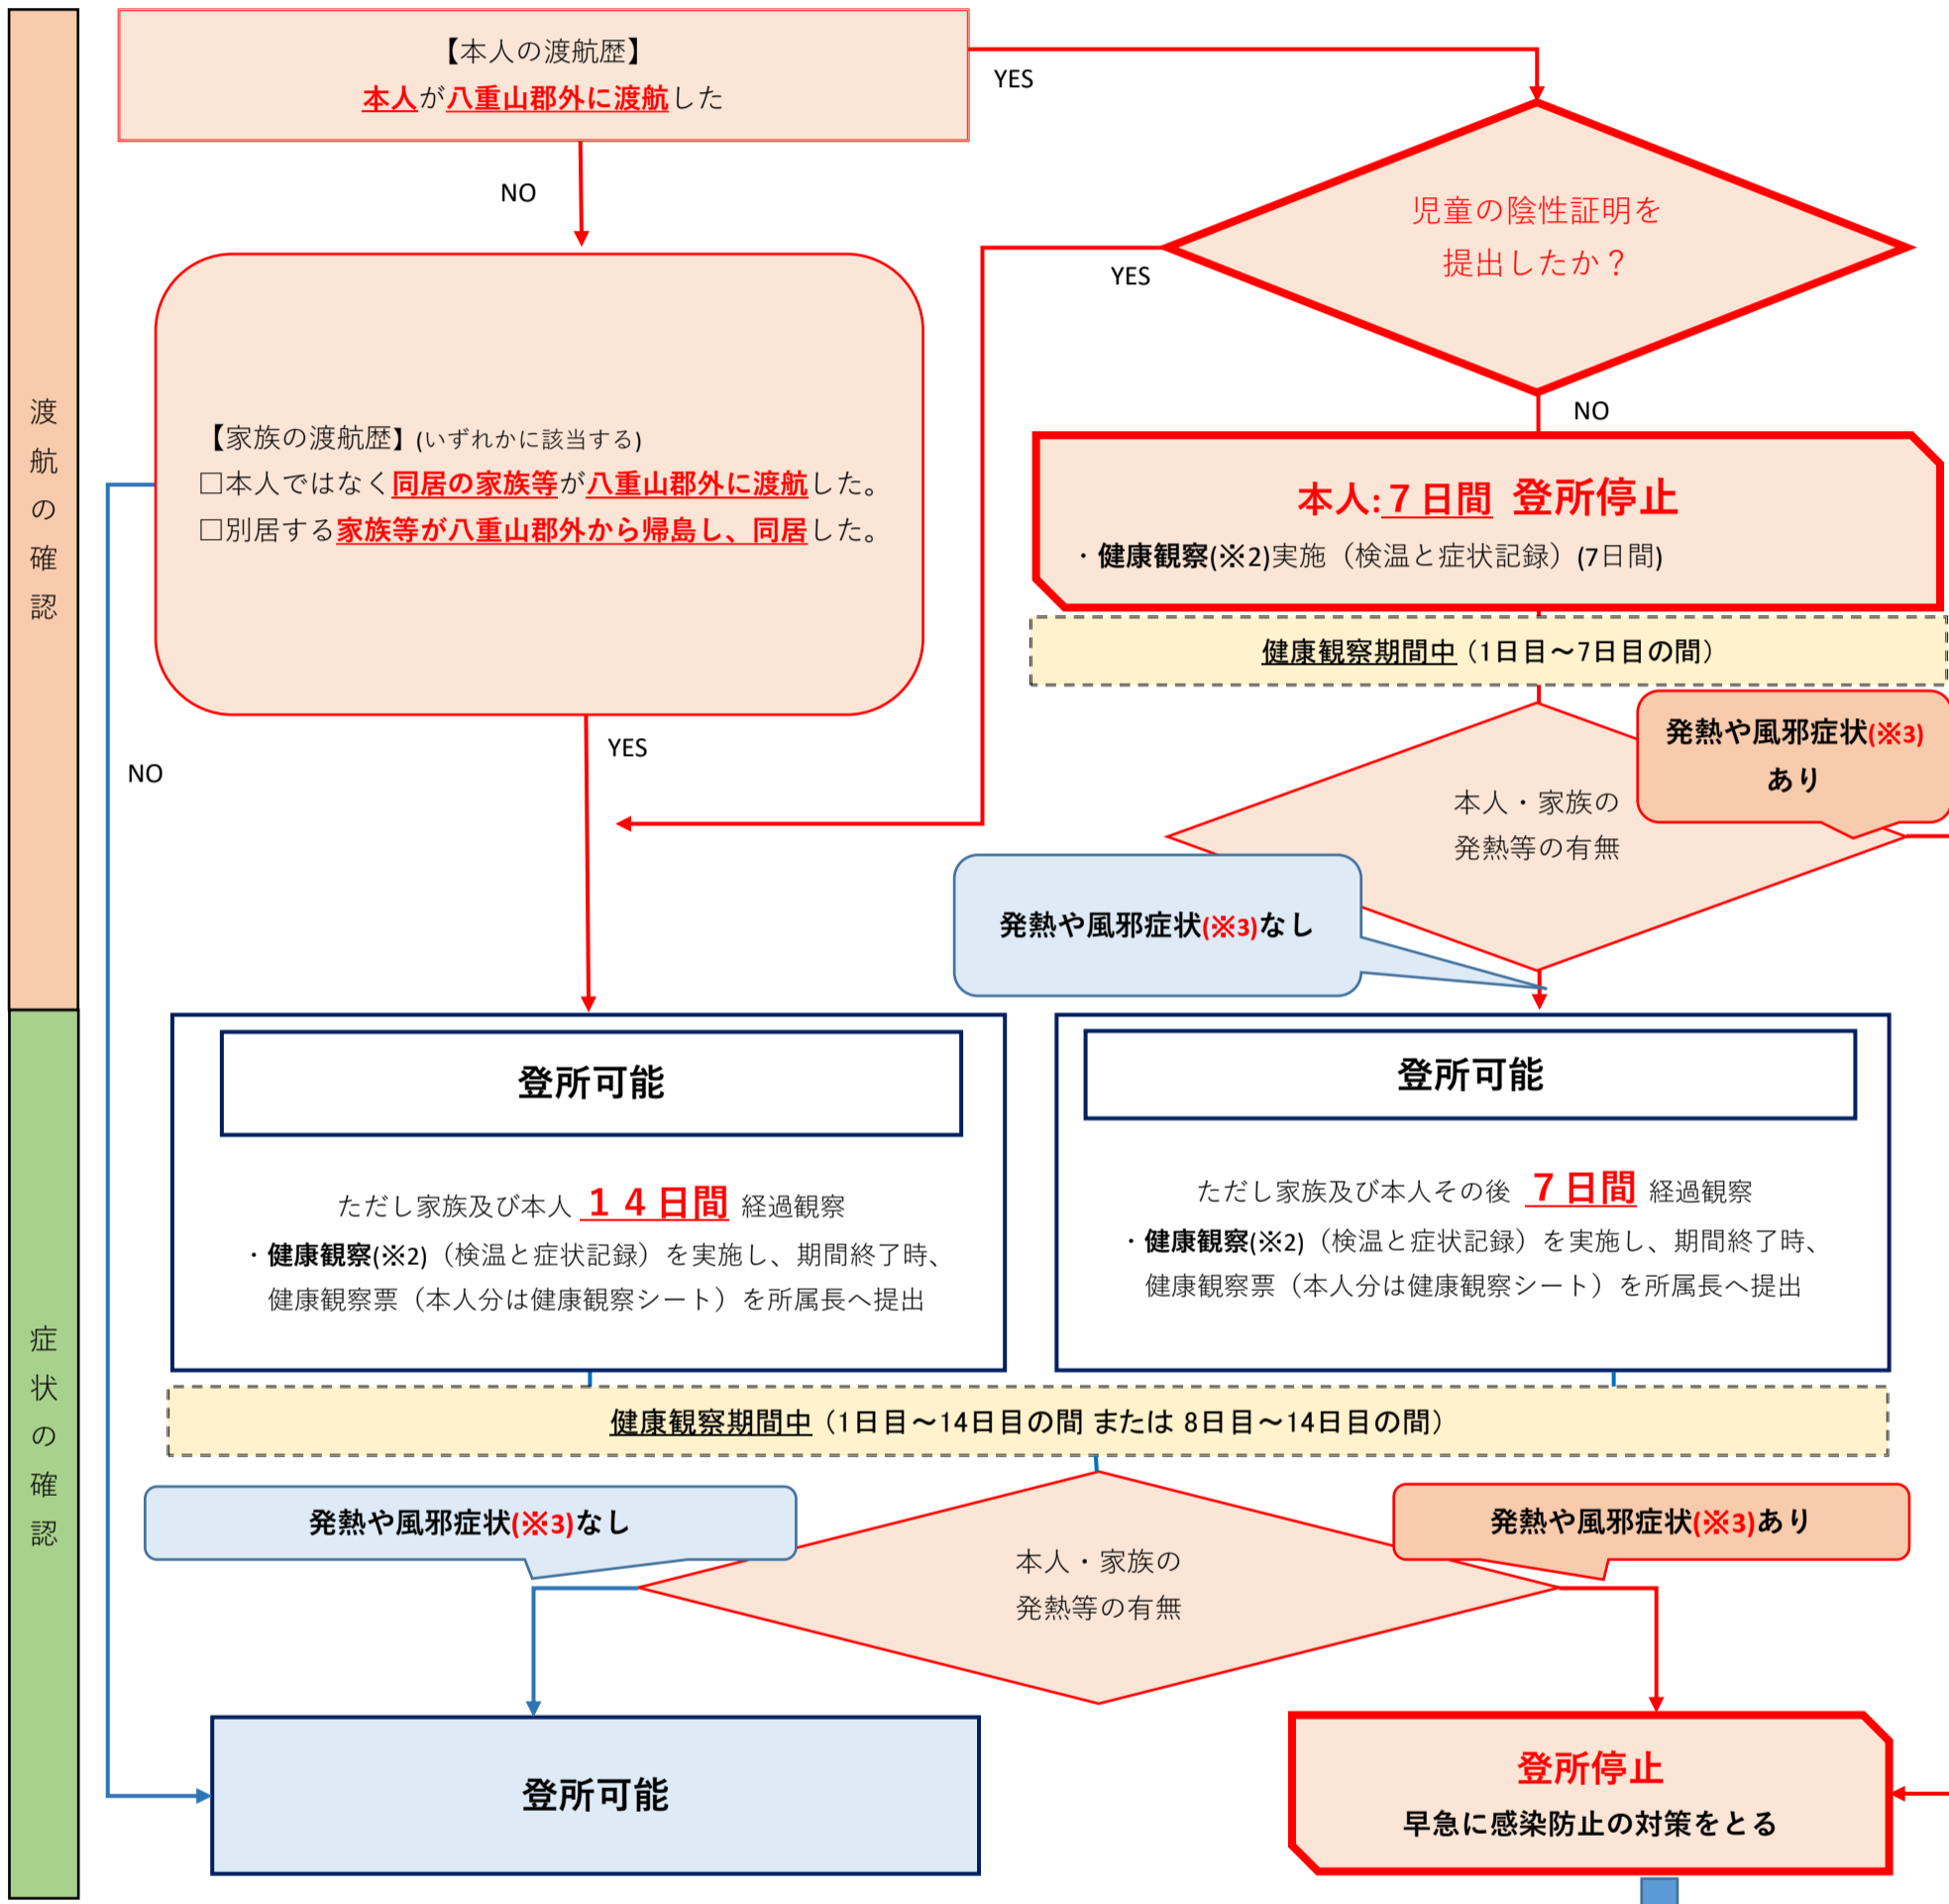 【本人の渡航歴】
本人が八重山郡外に渡航した
YES
NO
児童の陰性証明を
提出したか？
YES
NO
渡航の確認
【家族の渡航歴】(いずれかに該当する)
□本人ではなく同居の家族等が八重山郡外に渡航した。
□別居する家族等が八重山郡外から帰島し、同居した。
本人:７日間 登所停止
・健康観察(※2)実施（検温と症状記録）(7日間)
健康観察期間中（1日目～7日目の間）
YES
NO
発熱や風邪症状(※3)
あり
本人・家族の
発熱等の有無
発熱や風邪症状(※3)なし
症状の確認
登所可能
ただし家族及び本人 １４日間 経過観察
・健康観察(※2)（検温と症状記録）を実施し、期間終了時、
健康観察票（本人分は健康観察シート）を所属長へ提出
登所可能
ただし家族及び本人その後 ７日間 経過観察
・健康観察(※2)（検温と症状記録）を実施し、期間終了時、
健康観察票（本人分は健康観察シート）を所属長へ提出
健康観察期間中（1日目～14日目の間 または 8日目～14日目の間）
発熱や風邪症状(※3)なし
発熱や風邪症状(※3)あり
本人・家族の
発熱等の有無
登所可能
登所停止
早急に感染防止の対策をとる